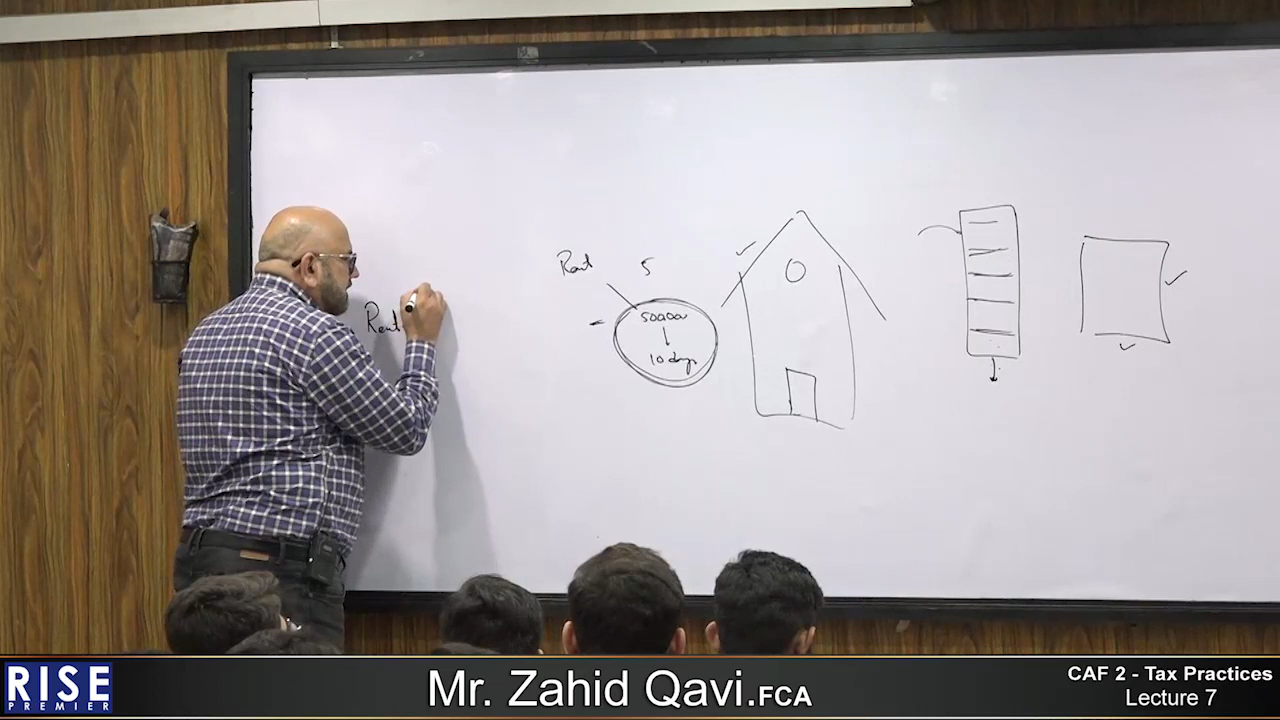 Rent
Rent 5
50000
10 days
RISE
PREMIER
Mr. Zahid Qavi.FCA
CAF 2 - Tax Practices
Lecture 7